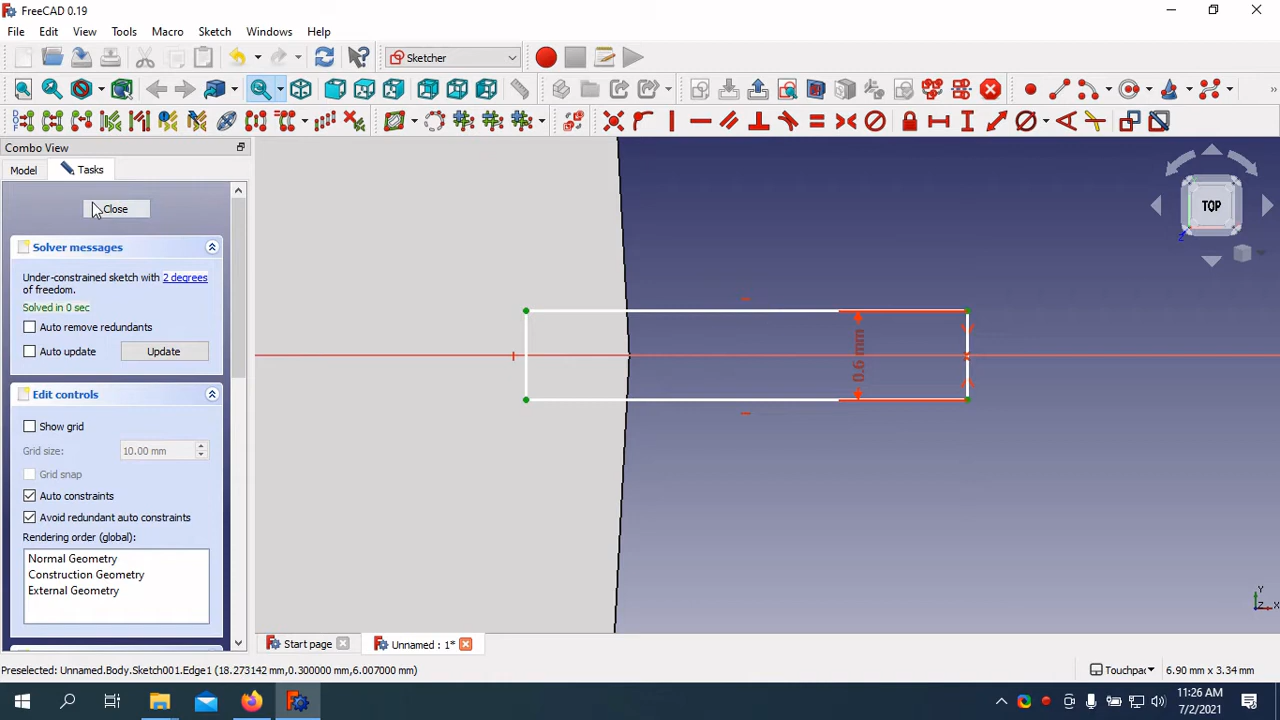 FreeCAD 0.19
File Edit View Tools Macro Sketch Windows Help
Sketcher
Combo View
Model Tasks
Close
Solver messages
Under-constrained sketch with 2 degrees
of freedom.
Solved in 0 sec
Auto remove redundants
Auto update Update
Edit controls
Show grid
Grid size: 10.00 mm
Grid snap
Auto constraints
Avoid redundant auto constraints
Rendering order (global):
Normal Geometry
Construction Geometry
External Geometry
0.6 mm
TOP
Z
Y
Z X
Start page Unnamed : 1*
Preselected: Unnamed.Body.Sketch001.Edge1 (18.273142 mm,0.300000 mm,6.007000 mm) Touchpa 6.90 mm x 3.34 mm
11:26 AM
7/2/2021